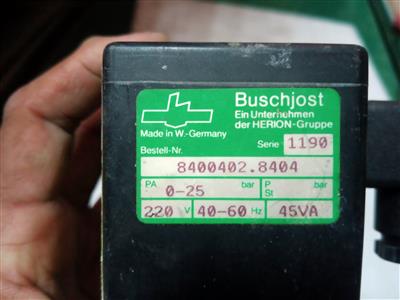 Buschjost
Ein Unternehmen
der HERION-Gruppe
Made in W.-Germany
Serie 1190
Bestell-Nr.
8400402.8404
PA 0-25 bar P St bar
220 V 40-60 Hz 45VA